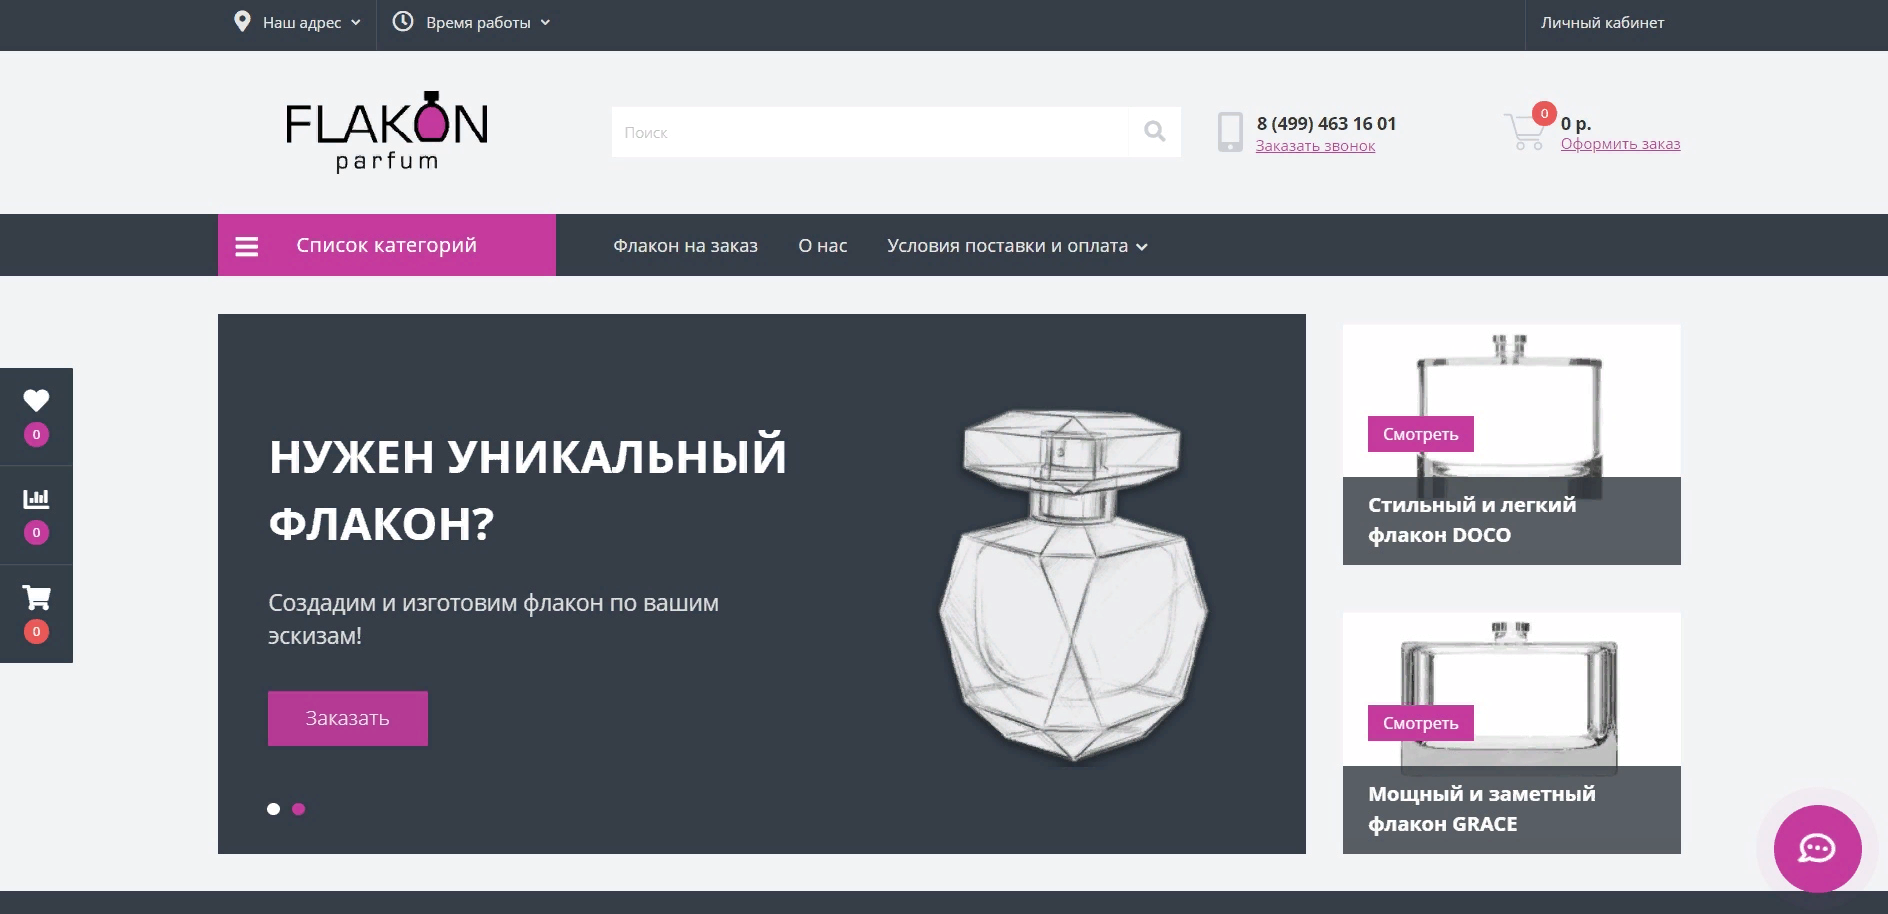 Наш адрес
Время работы
Личный кабинет
FLAKON
parfum
Поиск
8 (499) 463 16 01
Заказать звонок
0
0 р.
Оформить заказ
Список категорий
Флакон на заказ
О нас
Условия поставки и оплата
0
0
0
НУЖЕН УНИКАЛЬНЫЙ
ФЛАКОН?
Создадим и изготовим флакон по вашим
эскизам!
Заказать
Смотреть
Стильный и легкий
флакон DOCO
Смотреть
Мощный и заметный
флакон GRACE